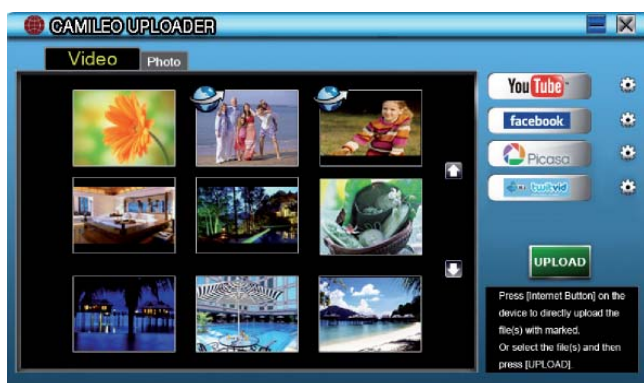 CAMILEO UPLOADER
Video
Photo
YouTube
facebook
Picasa
twitvid
UPLOAD
Press [Internet Button] on the
device to directly upload the
file(s) with marked.
Or select the file(s) and then
press [UPLOAD].